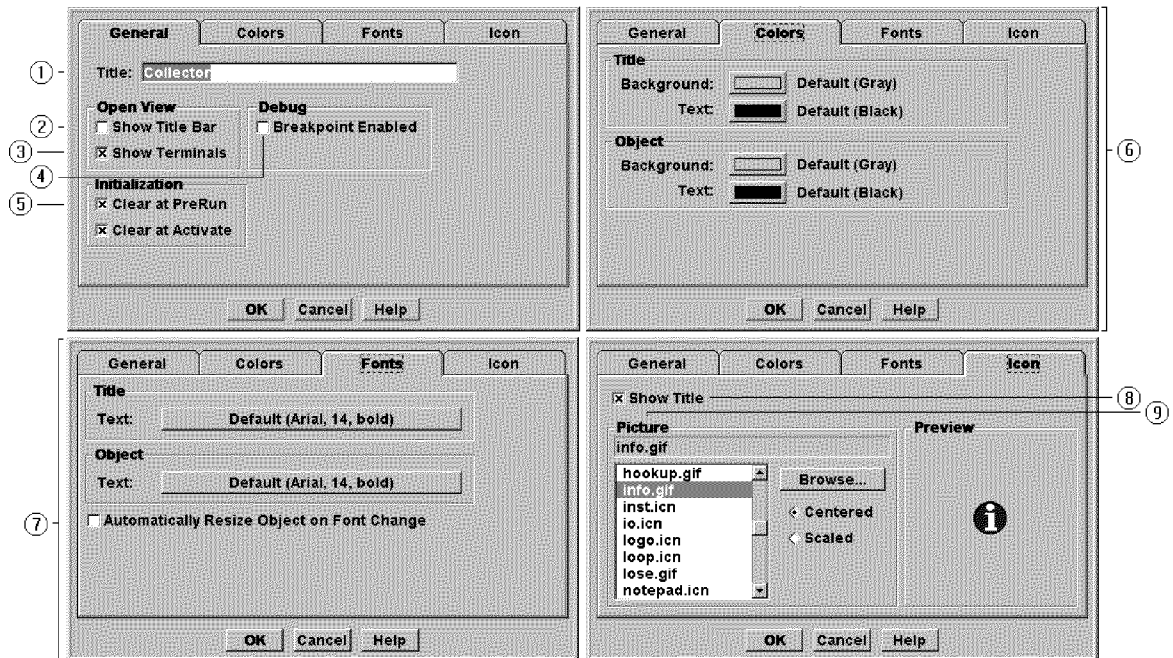 General Colors Fonts Icon
1
Title: Collector
Open View
Debug
2
Show Title Bar
Breakpoint Enabled
3
Show Terminals
4
Initialization
5
Clear at PreRun
Clear at Activate
OK Cancel Help
General Colors Fonts Icon
Title
Background: Default (Gray)
Text: Default (Black)
Object
Background: Default (Gray)
Text: Default (Black)
6
OK Cancel Help
General Colors Fonts Icon
Title
Text: Default (Arial, 14, bold)
Object
Text: Default (Arial, 14, bold)
7
Automatically Resize Object on Font Change
OK Cancel Help
General Colors Fonts Icon
Show Title
8
9
Picture
Preview
info.gif
hookup.gif
info.gif
inst.icn
io.icn
logo.icn
loop.icn
lose.gif
notepad.icn
Browse...
Centered
Scaled
i
OK Cancel Help